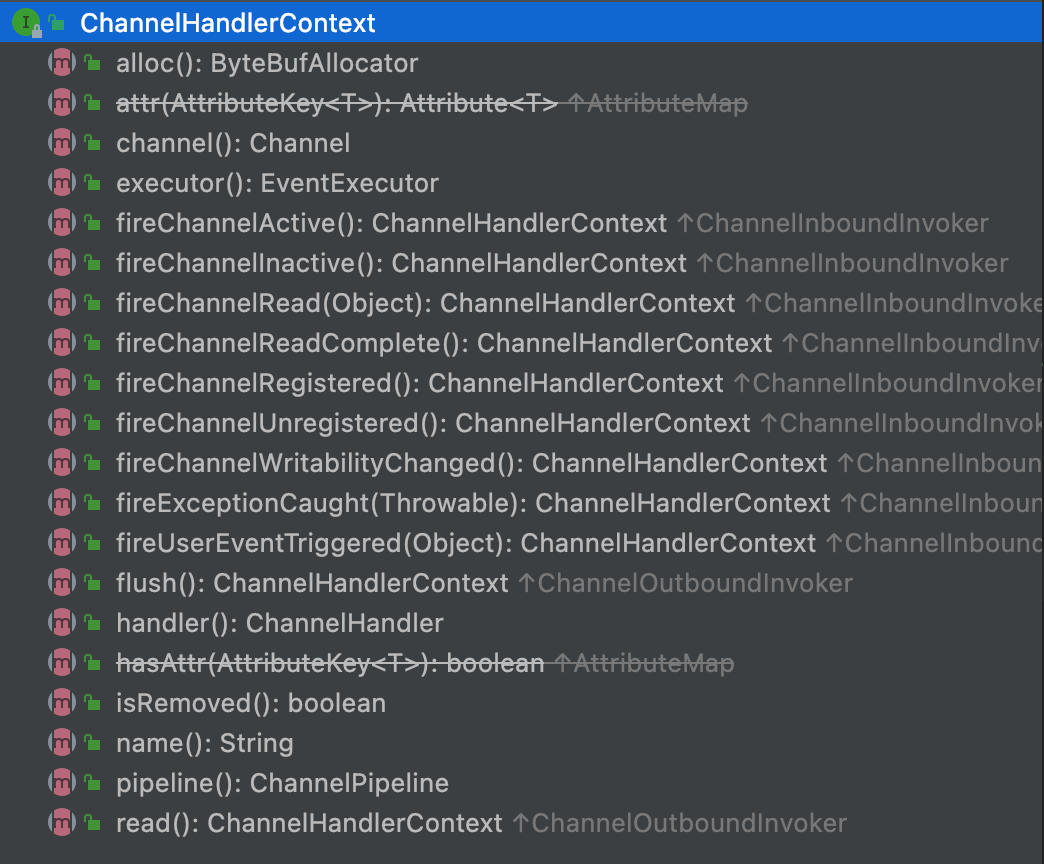 ChannelHandlerContext
alloc(): ByteBufAllocator
attr(AttributeKey<T>): Attribute<T> ↑AttributeMap
channel(): Channel
executor(): EventExecutor
fireChannelActive(): ChannelHandlerContext ↑ChannelInboundInvoker
fireChannelInactive(): ChannelHandlerContext ↑ChannelInboundInvoker
fireChannelRead(Object): ChannelHandlerContext ↑ChannelInboundInvoke
fireChannelReadComplete(): ChannelHandlerContext ↑ChannelInboundInv
fireChannelRegistered(): ChannelHandlerContext ↑ChannelInboundInvoker
fireChannelUnregistered(): ChannelHandlerContext ↑ChannelInboundInvok
fireChannelWritabilityChanged(): ChannelHandlerContext ↑ChannelInboun
fireExceptionCaught(Throwable): ChannelHandlerContext ↑ChannelInboun
fireUserEventTriggered(Object): ChannelHandlerContext ↑ChannelInbound
flush(): ChannelHandlerContext ↑ChannelOutboundInvoker
handler(): ChannelHandler
hasAttr(AttributeKey<T>): boolean ↑AttributeMap
isRemoved(): boolean
name(): String
pipeline(): ChannelPipeline
read(): ChannelHandlerContext ↑ChannelOutboundInvoker